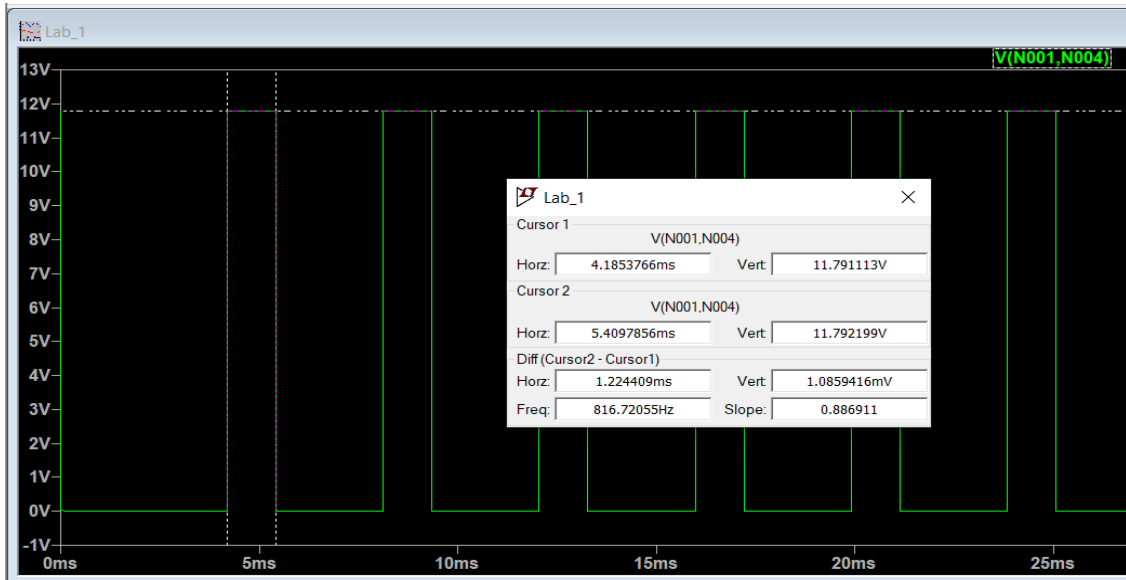 Lab_1
V(N001,N004)
13V
12V
11V
10V
9V
8V
7V
6V
5V
4V
3V
2V
1V
0V
-1V
0ms 5ms 10ms 15ms 20ms 25ms
Lab_1
Cursor 1
V(N001,N004)
Horz: 4.1853766ms Vert: 11.791113V
Cursor 2
V(N001,N004)
Horz: 5.4097856ms Vert: 11.792199V
Diff (Cursor2 - Cursor1)
Horz: 1.224409ms Vert: 1.0859416mV
Freq: 816.72055Hz Slope: 0.886911